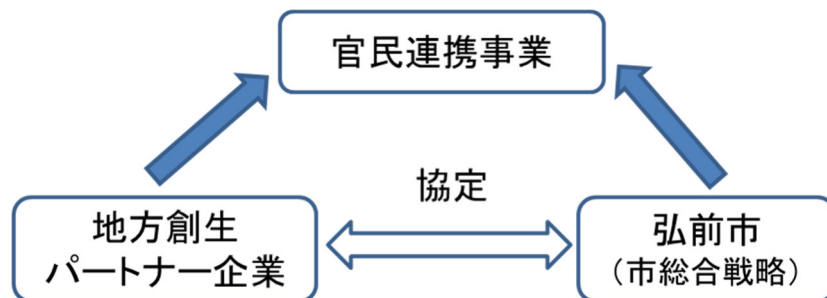 官民連携事業
協定
地方創生
パートナー企業
弘前市
（市総合戦略）